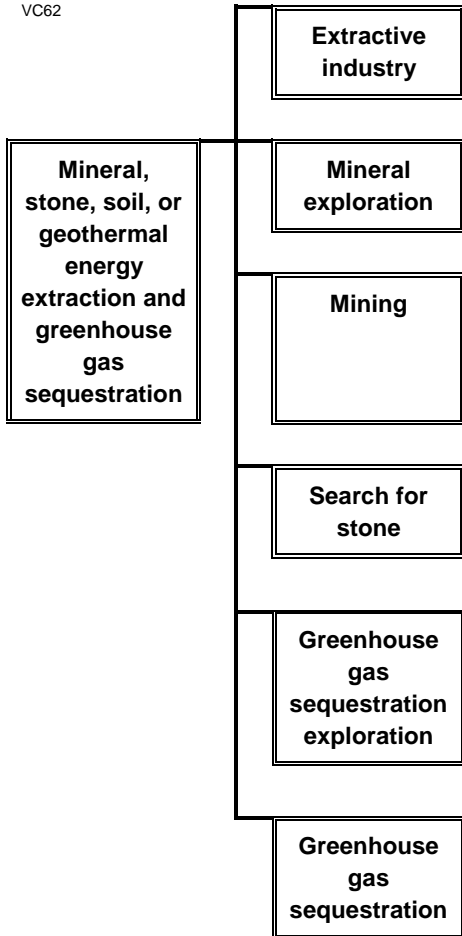 VC62
Extractive
industry
Mineral,
stone, soil, or
geothermal
energy
extraction and
greenhouse
gas
sequestration
Mineral
exploration
Mining
Search for
stone
Greenhouse
gas
sequestration
exploration
Greenhouse
gas
sequestration